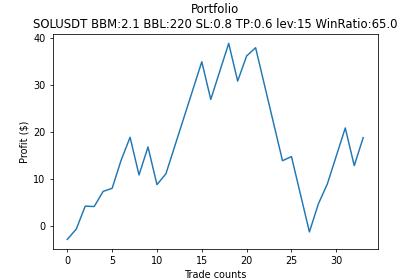 Portfolio
SOLUSDT BBM:2.1 BBL:220 SL:0.8 TP:0.6 lev:15 WinRatio:65.0
40
30
20
10
0
Profit ($)
0 5 10 15 20 25 30
Trade counts